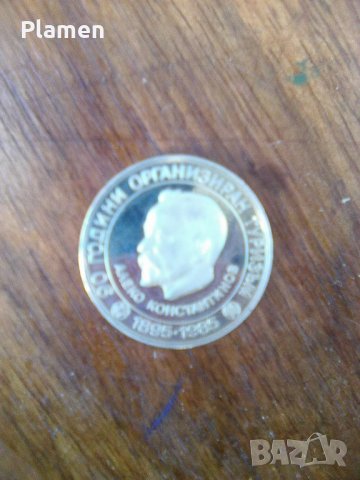 Plamen
90 ГОДИНИ ОРГАНИЗИРАН ТУРИЗЪМ
АЛЕКО КОНСТАНТИНОВ
1895·1985
BAZAR